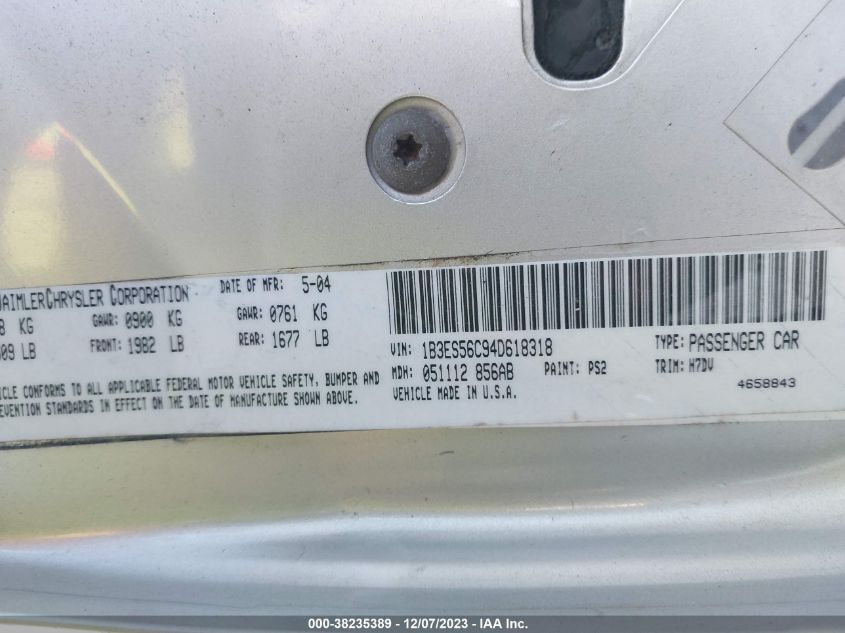 DAIMLERCHRYSLER CORPORATION DATE OF MFR: 5-04
KG GAWR: 0900 KG GAWR: 0761 KG
LB FRONT: 1982 LB REAR: 1677 LB
CONFORMS TO ALL APPLICABLE FEDERAL MOTOR VEHICLE SAFETY, BUMPER AND
STANDARDS IN EFFECT ON THE DATE OF MANUFACTURE SHOWN ABOVE.
VIN: 1B3ES56C94D618318 TYPE: PASSENGER CAR
MDH: 051112 856AB PAINT: PS2 TRIM: H7DV
VEHICLE MADE IN U.S.A. 4658843
000-38235389 - 12/07/2023 - IAA Inc.